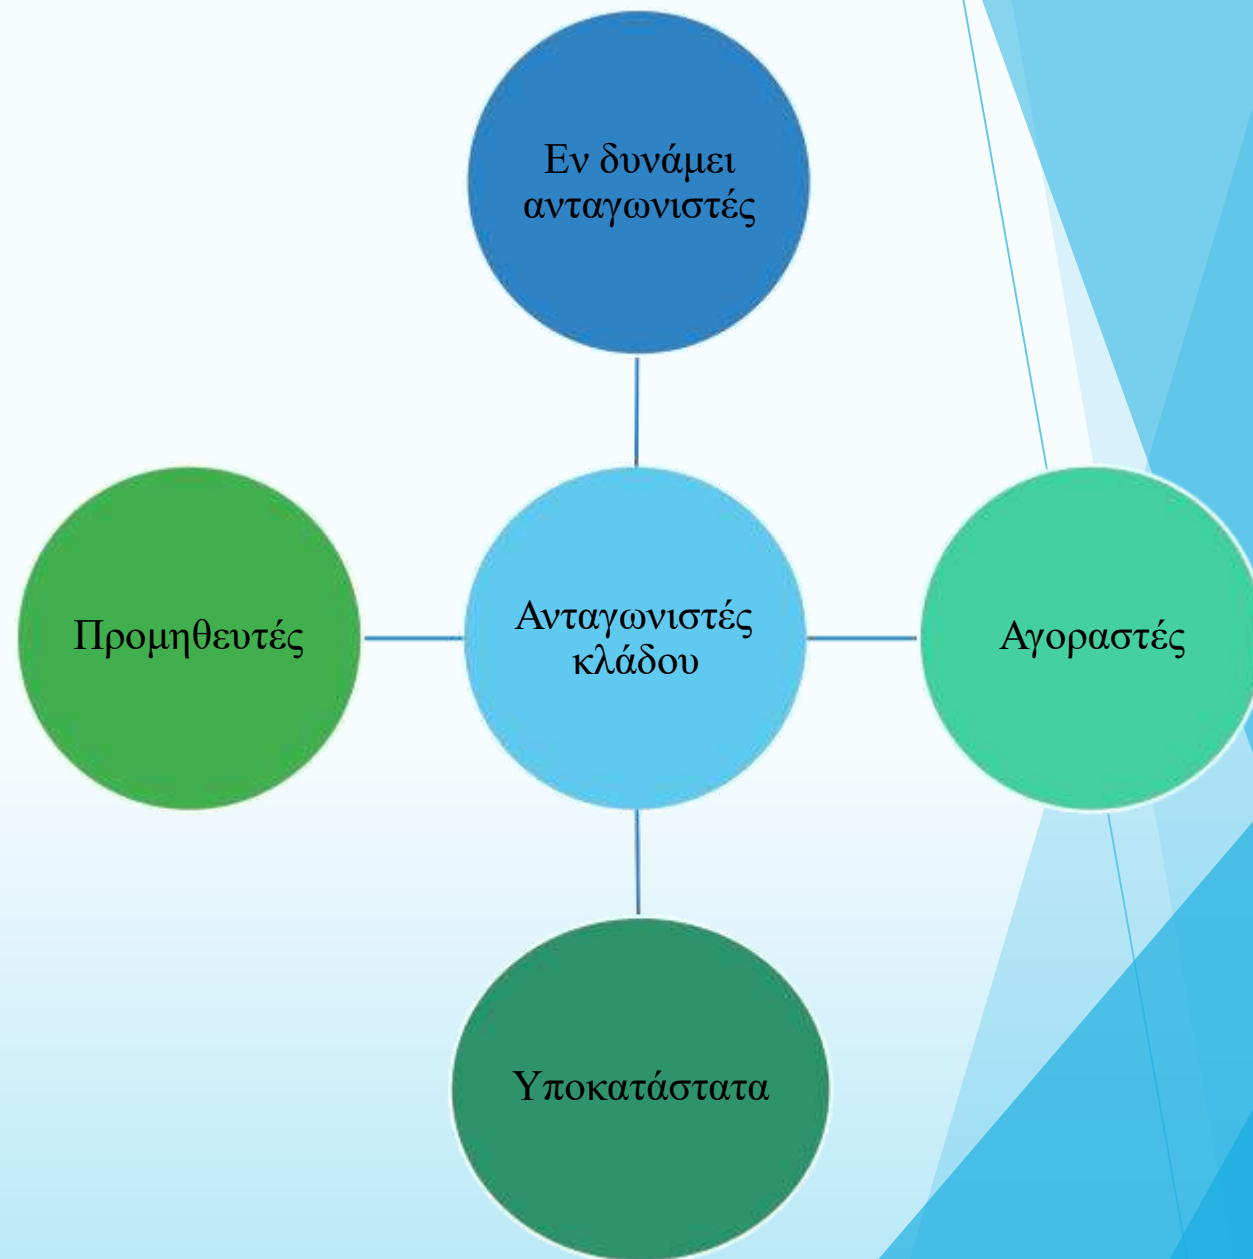 Εν δυνάμει
ανταγωνιστές
Προμηθευτές
Ανταγωνιστές
κλάδου
Αγοραστές
Υποκατάστατα